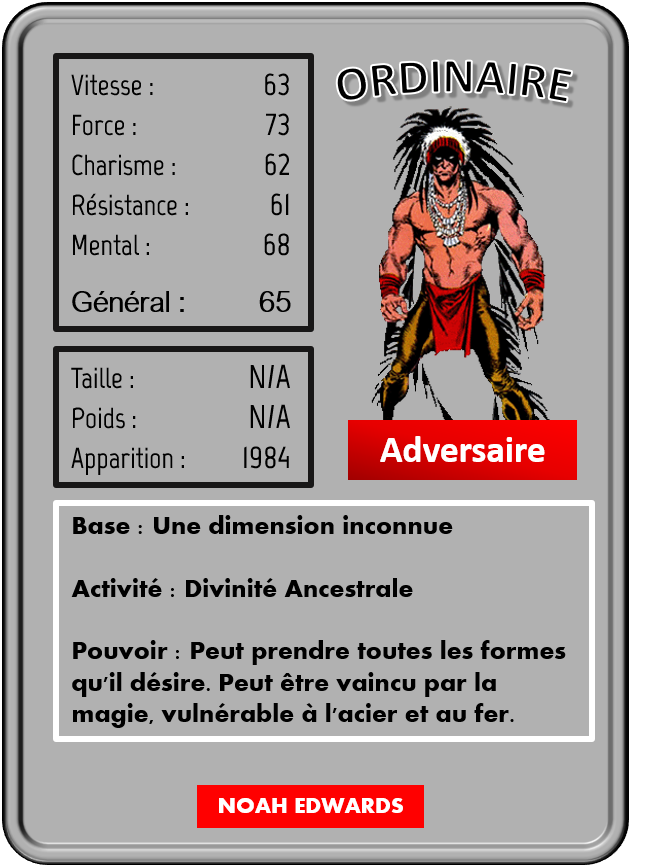 ORDINAIRE
Vitesse : 63
Force : 73
Charisme : 62
Résistance : 61
Mental : 68
Général : 65
Taille : N/A
Poids : N/A
Apparition : 1984
Adversaire
Base : Une dimension inconnue
Activité : Divinité Ancestrale
Pouvoir : Peut prendre toutes les formes
qu'il désire. Peut être vaincu par la
magie, vulnérable à l'acier et au fer.
NOAH EDWARDS